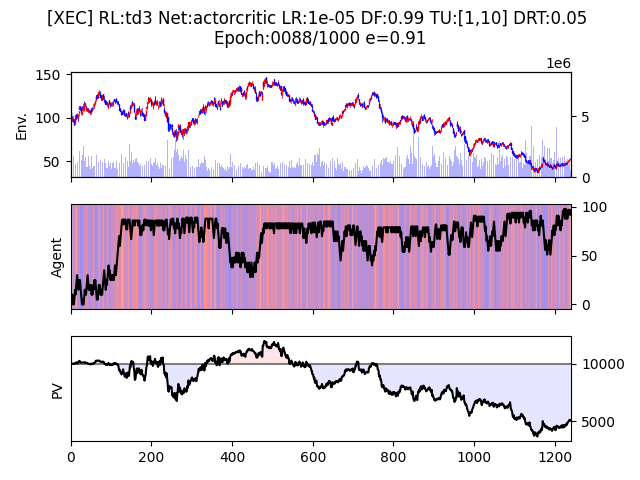 [XEC] RL:td3 Net:actorcritic LR:1e-05 DF:0.99 TU:[1,10] DRT:0.05
Epoch:0088/1000 e=0.91
1e6
150
100
50
Env.
5
0
Agent
100
50
0
PV
10000
5000
0 200 400 600 800 1000 1200